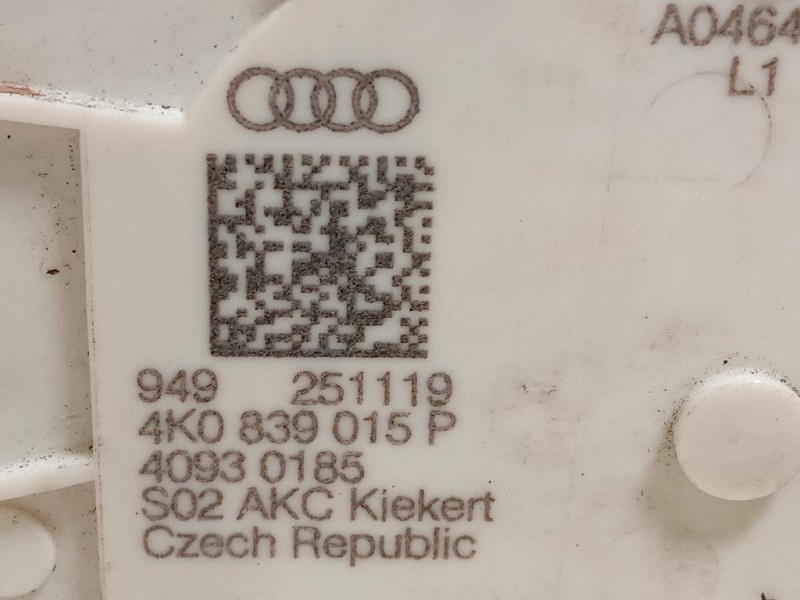 A0464
L1
949 251119
4K0 839 015 P
4093 0185
S02 AKC Kiekert
Czech Republic